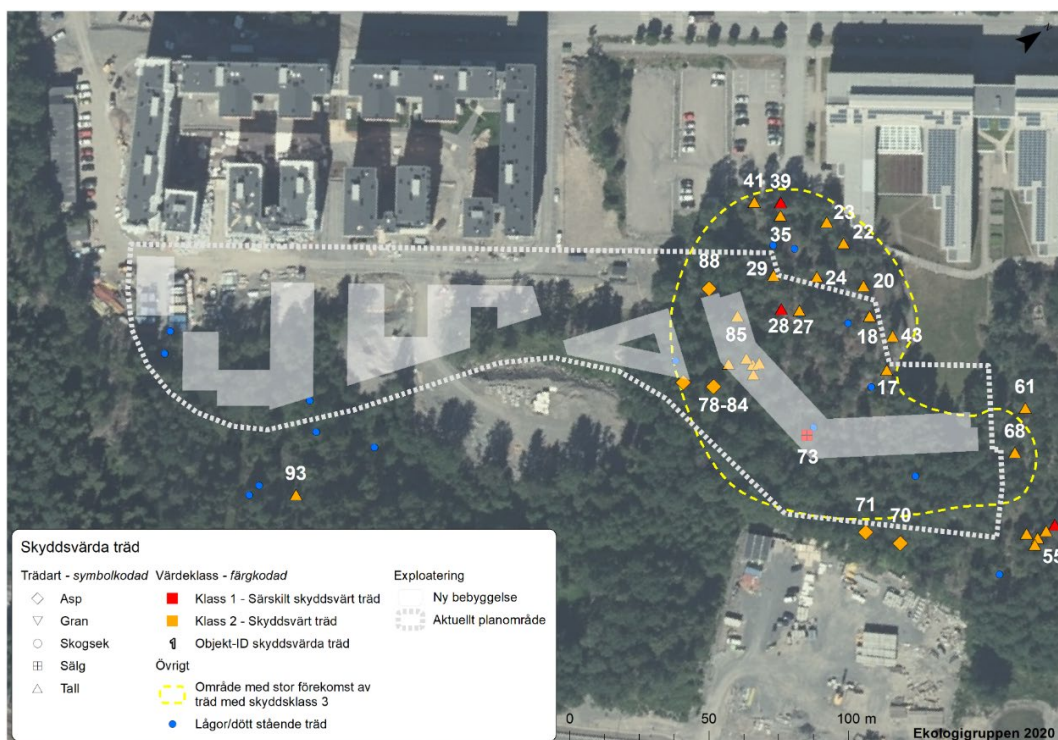 41 39
23
35
22
88
29
24
20
85
28 27
18
43
17
78-84
61
68
73
71
70
93
55
Skyddsvärda träd
Trädart - symbolkodad Värdeklass - färgkodad Exploatering
Asp Klass 1 - Särskilt skyddsvärt träd Ny bebyggelse
Gran Klass 2 - Skyddsvärt träd Aktuellt planområde
Skogsek 1 Objekt-ID skyddsvärda träd
Sälg Övrigt
Tall Område med stor förekomst av
träd med skyddsklass 3
Lågor/dött stående träd
0 50 100 m
Ekologigruppen 2020